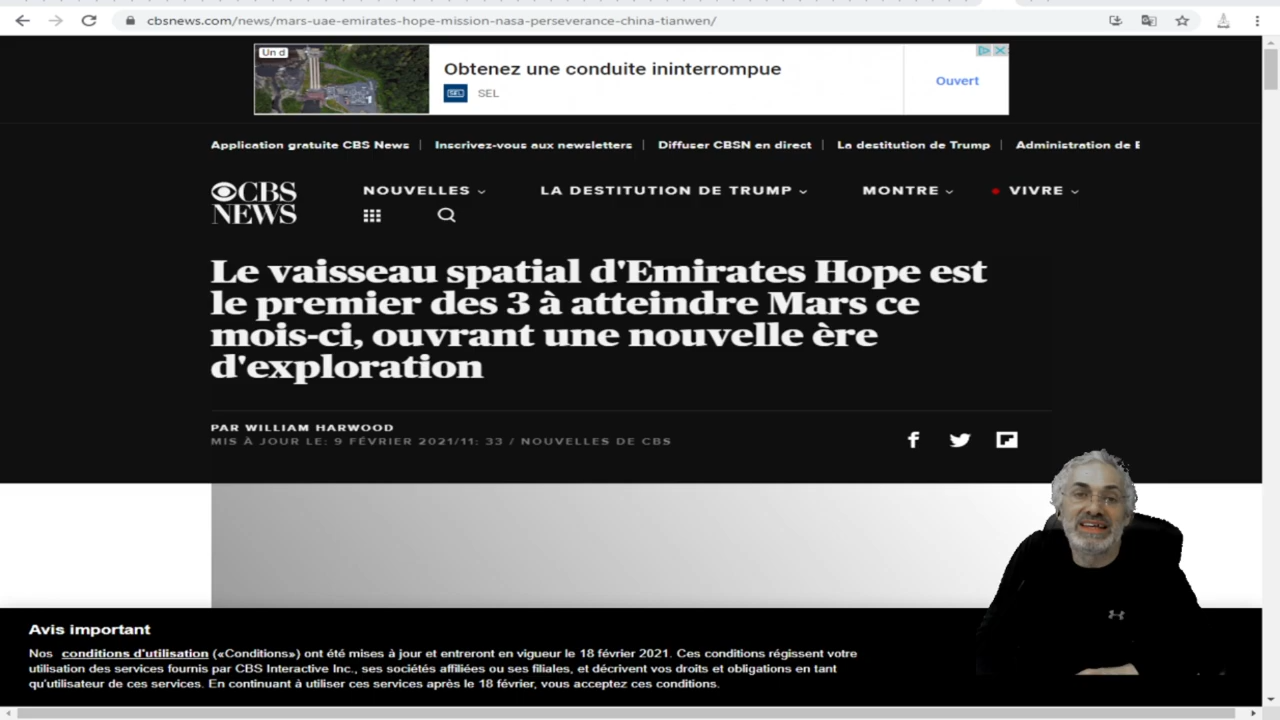 cbsnews.com/news/mars-uae-emirates-hope-mission-nasa-perseverance-china-tianwen/
Un d
Obtenez une conduite ininterrompue
SEL
SEL
Ouvert
Application gratuite CBS News | Inscrivez-vous aux newsletters | Diffuser CBSN en direct | La destitution de Trump | Administration de
CBS NEWS
NOUVELLES
LA DESTITUTION DE TRUMP
MONTRE
VIVRE
Le vaisseau spatial d'Emirates Hope est
le premier des 3 à atteindre Mars ce
mois-ci, ouvrant une nouvelle ère
d'exploration
PAR WILLIAM HARWOOD
MIS À JOUR LE: 9 FÉVRIER 2021/11: 33 / NOUVELLES DE CBS
Avis important
Nos conditions d'utilisation («Conditions») ont été mises à jour et entreront en vigueur le 18 février 2021. Ces conditions régissent votre
utilisation des services fournis par CBS Interactive Inc., ses sociétés affiliées ou ses filiales, et décrivent vos droits et obligations en tant
qu'utilisateur de ces services. En continuant à utiliser ces services après le 18 février, vous acceptez ces conditions.